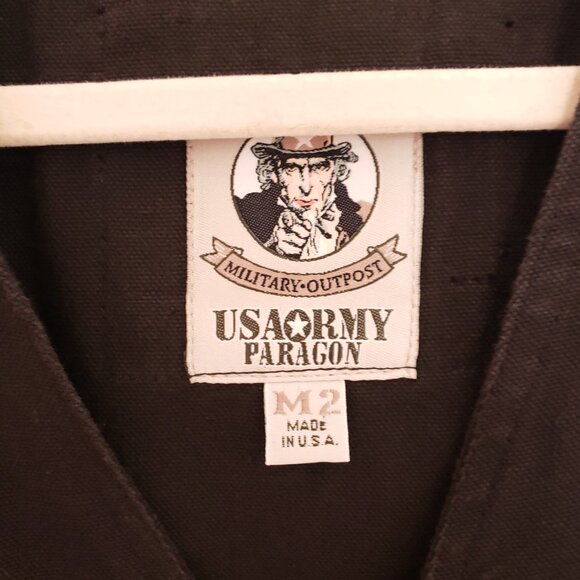 MILITARY·OUTPOST
USA☆RMY
PARAGON
M2
MADE
IN U.S.A.